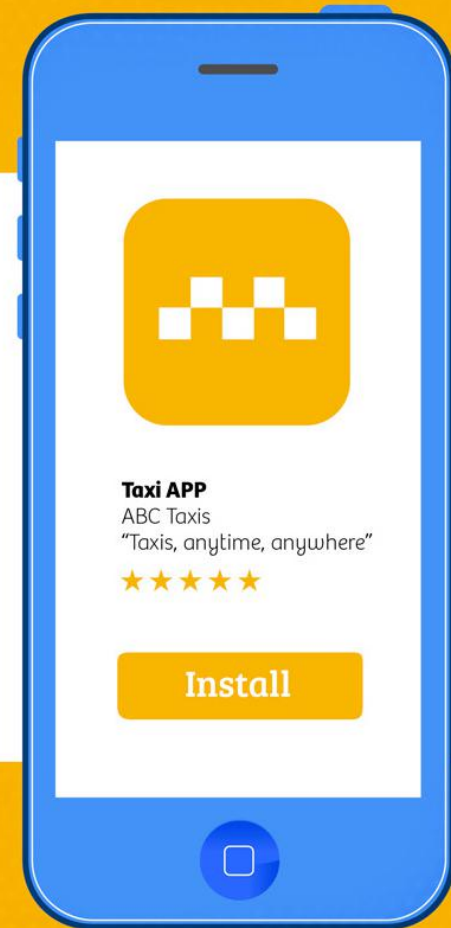 Taxi APP
ABC Taxis
“Taxis, anytime, anywhere”
Install